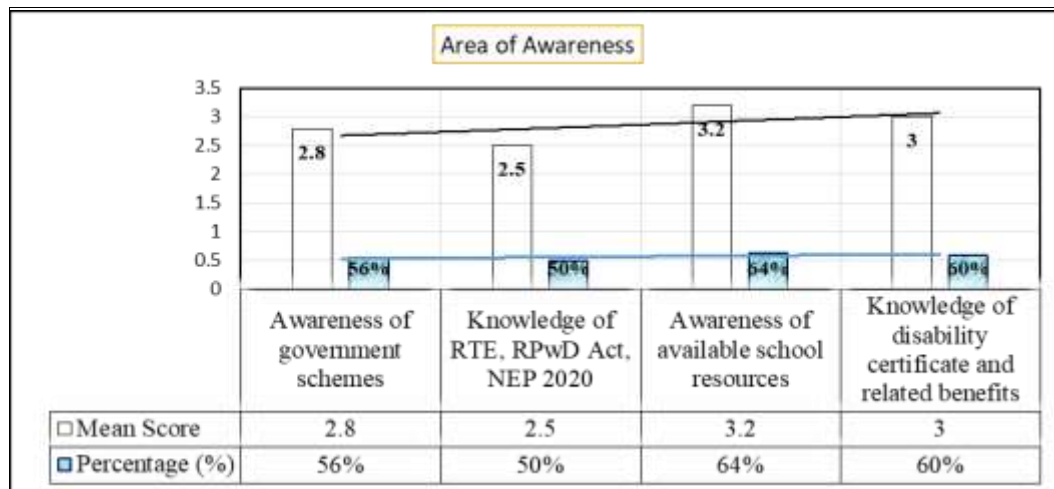 Area of Awareness
3.5
3
2.5
2
1.5
1
0.5
0
2.8
56%
2.5
50%
3.2
64%
3
60%
Awareness of government schemes
Knowledge of RTE, RPwD Act, NEP 2020
Awareness of available school resources
Knowledge of disability certificate and related benefits
Mean Score 2.8 2.5 3.2 3
Percentage (%) 56% 50% 64% 60%